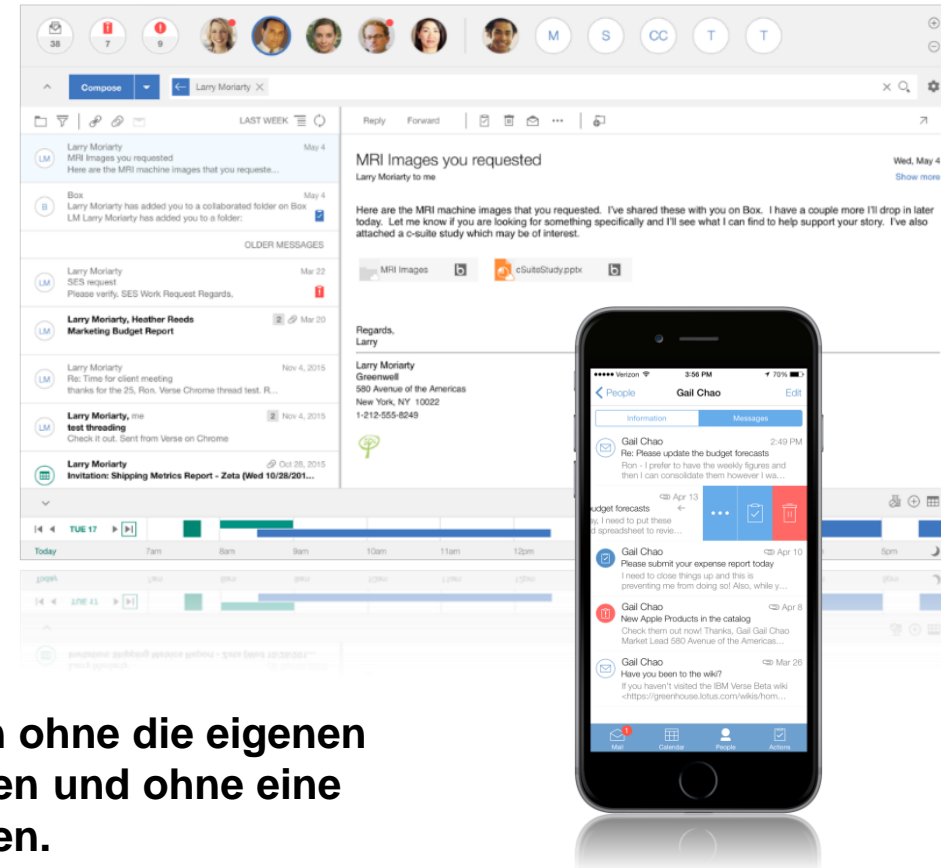 38
7
9
M
S
CC
T
T
Compose
Larry Moriarty
LAST WEEK
Reply Forward
LM
Larry Moriarty May 4
MRI Images you requested
Here are the MRI machine images that you requeste...
B
Box May 4
Larry Moriarty has added you to a collaborated folder on Box
LM Larry Moriarty has added you to a folder:
OLDER MESSAGES
LM
Larry Moriarty Mar 22
SES request
Please verify, SES Work Request Regards,
LM
Larry Moriarty, Heather Reeds 2 Mar 20
Marketing Budget Report
LM
Larry Moriarty Nov 4, 2015
Re: Time for client meeting
thanks for the 25, Ron. Verse Chrome thread test. R...
LM
Larry Moriarty, me 2 Nov 4, 2015
test threading
Check it out. Sent from Verse on Chrome
Larry Moriarty Oct 28, 2015
Invitation: Shipping Metrics Report - Zeta (Wed 10/28/201...
MRI Images you requested Wed, May 4
Larry Moriarty to me Show more
Here are the MRI machine images that you requested. I've shared these with you on Box. I have a couple more I'll drop in later
today. Let me know if you are looking for something specifically and I'll see what I can find to help support your story. I've also
attached a c-suite study which may be of interest.
MRI Images
cSuiteStudy.pptx
Regards,
Larry
Larry Moriarty
Greenwell
580 Avenue of the Americas
New York, NY 10022
1-212-555-8249
TUE 17
Today 7am 8am 9am 10am 11am 12pm 5pm
Verizon 3:56 PM 70%
People Gail Chao Edit
Information Messages
Gail Chao 2:49 PM
Re: Please update the budget forecasts
Ron - I prefer to have the weekly figures and
then I can consolidate them however I wa...
Apr 13
budget forecasts
y, I need to put these
d spreadsheet to revie...
Gail Chao Apr 10
Please submit your expense report today
I need to close things up and this is
preventing me from doing so! Also, while y...
Gail Chao Apr 8
New Apple Products in the catalog
Check them out now! Thanks, Gail Gail Chao
Market Lead 580 Avenue of the Americas...
Gail Chao Mar 26
Have you been to the wiki?
If you haven't visited the IBM Verse Beta wiki
<https://greenhouse.lotus.com/wikis/hom...
1
Mail Calendar People Actions
ohne die eigenen
en und ohne eine
en.